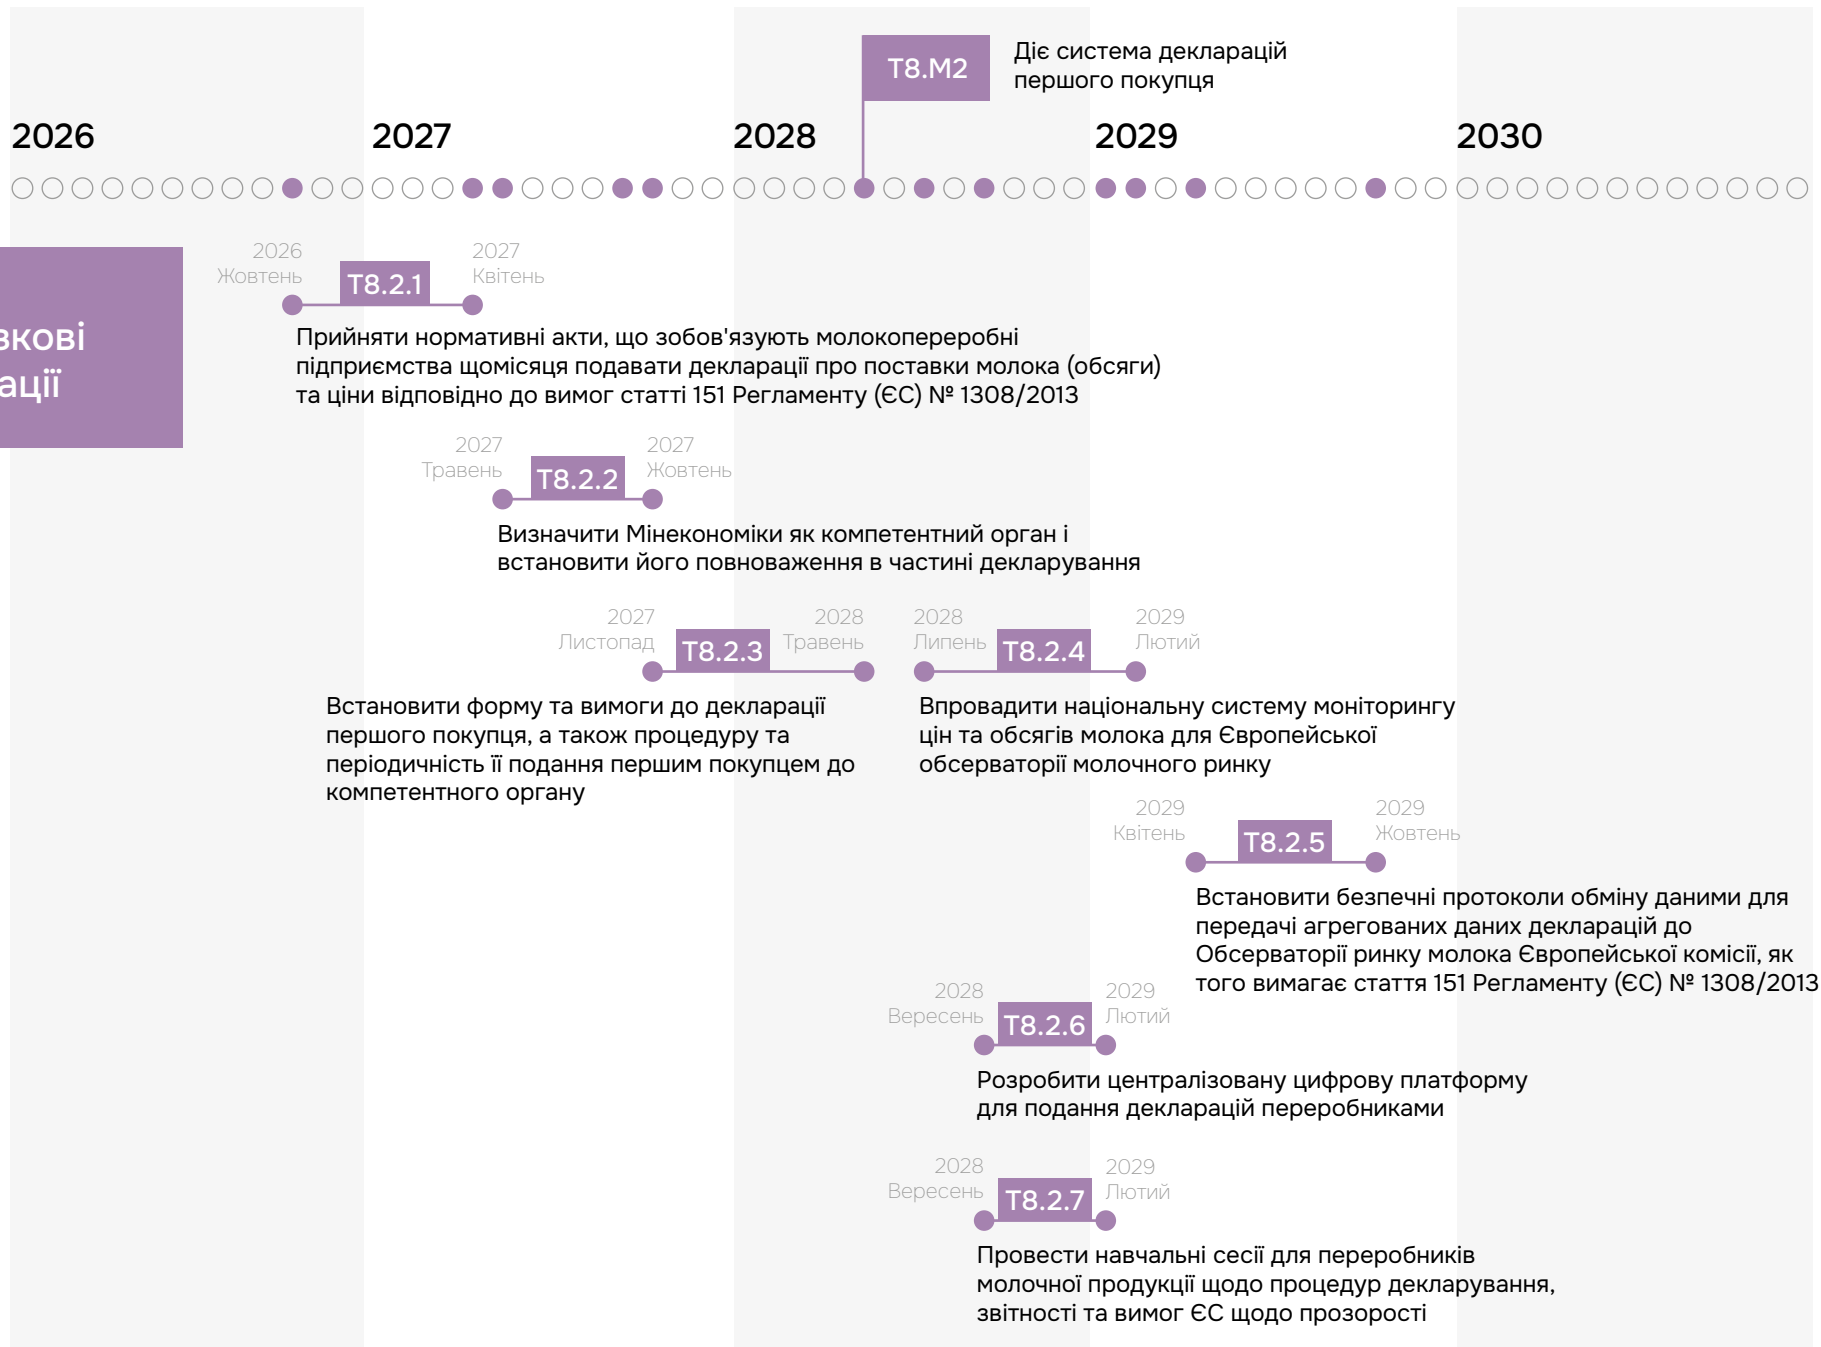 T8.M2
Діє система декларацій
першого покупця
2026
2027
2028
2029
2030
2026
Жовтень
T8.2.1
2027
Квітень
Прийняти нормативні акти, що зобов'язують молокопереробні
підприємства щомісяця подавати декларації про поставки молока (обсяги)
та ціни відповідно до вимог статті 151 Регламенту (ЄС) № 1308/2013
2027
Травень
T8.2.2
2027
Жовтень
Визначити Мінекономіки як компетентний орган і
встановити його повноваження в частині декларування
2027
Листопад
T8.2.3
2028
Травень
Встановити форму та вимоги до декларації
першого покупця, а також процедуру та
періодичність її подання першим покупцем до
компетентного органу
2028
Липень
T8.2.4
2029
Лютий
Впровадити національну систему моніторингу
цін та обсягів молока для Європейської
обсерваторії молочного ринку
2029
Квітень
T8.2.5
2029
Жовтень
Встановити безпечні протоколи обміну даними для
передачі агрегованих даних декларацій до
Обсерваторії ринку молока Європейської комісії, як
того вимагає стаття 151 Регламенту (ЄС) № 1308/2013
2028
Вересень
T8.2.6
2029
Лютий
Розробити централізовану цифрову платформу
для подання декларацій переробниками
2028
Вересень
T8.2.7
2029
Лютий
Провести навчальні сесії для переробників
молочної продукції щодо процедур декларування,
звітності та вимог ЄС щодо прозорості